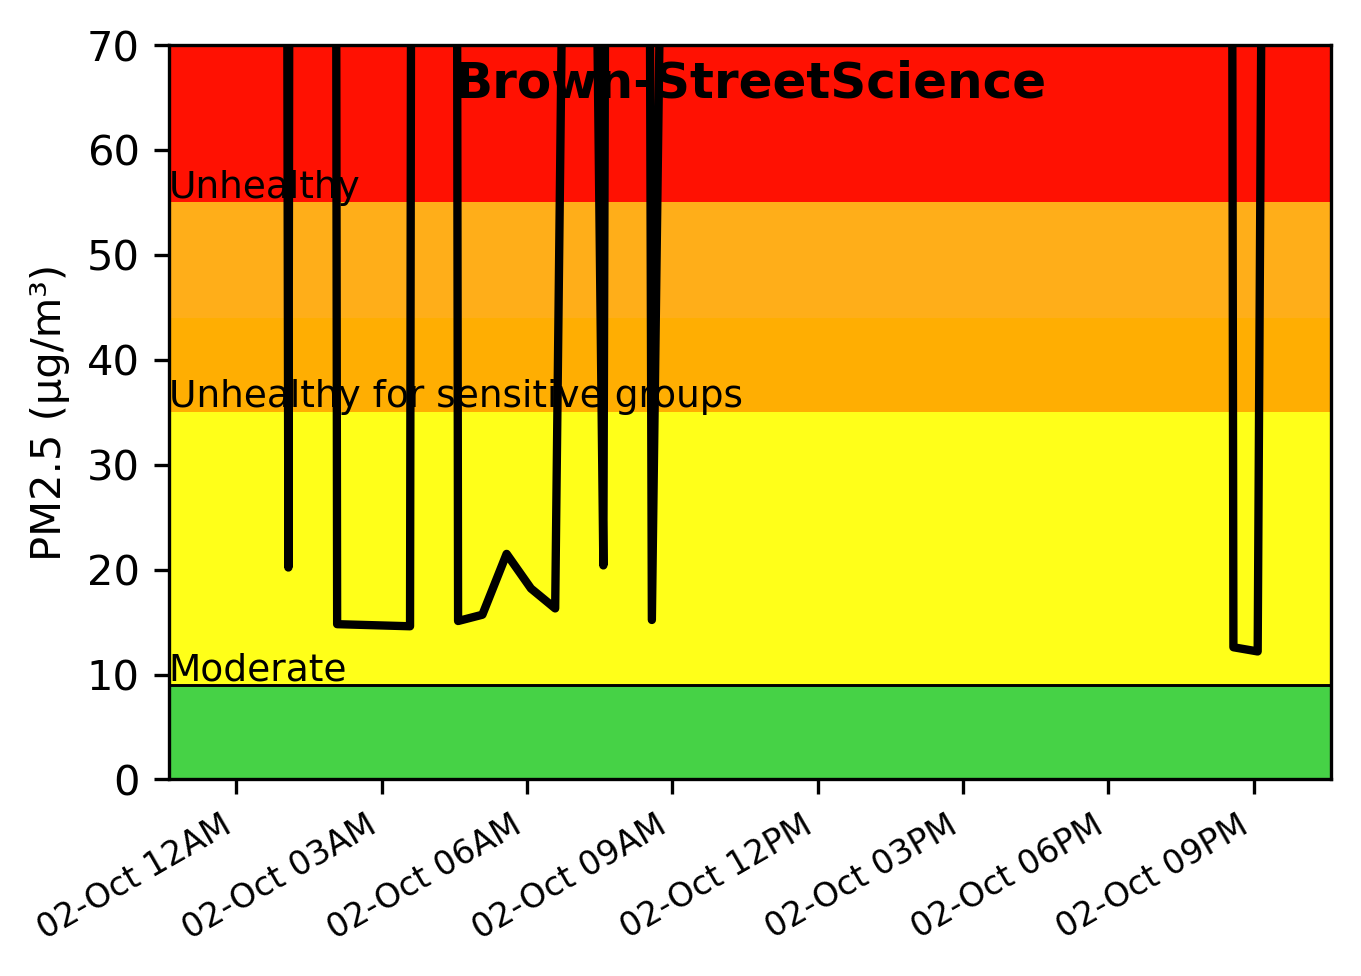 Brown-StreetScience
70
60
Unhealthy
50
40
Unhealthy for sensitive groups
30
20
Moderate
10
0
PM2.5 (µg/m³)
02-Oct 12AM
02-Oct 03AM
02-Oct 06AM
02-Oct 09AM
02-Oct 12PM
02-Oct 03PM
02-Oct 06PM
02-Oct 09PM